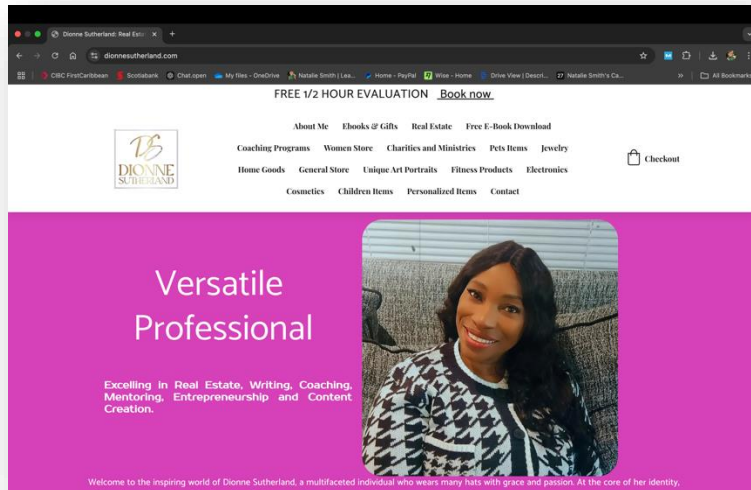 Dionne Sutherland: Real Esta
dionnesutherland.com
CIBC FirstCaribbean Scotiabank Chat.open My files - OneDrive Natalie Smith | Lea... Home - PayPal Wise - Home Drive View | Descri... Natalie Smith's Ca... » All Bookmarks
FREE 1/2 HOUR EVALUATION Book now
About Me Ebooks & Gifts Real Estate Free E-Book Download
Coaching Programs Women Store Charities and Ministries Pets Items Jewelry
Home Goods General Store Unique Art Portraits Fitness Products Electronics
Cosmetics Children Items Personalized Items Contact
DS
DIONNE
SUTHERLAND
Checkout
Versatile
Professional
Excelling in Real Estate, Writing, Coaching,
Mentoring, Entrepreneurship and Content
Creation.
Welcome to the inspiring world of Dionne Sutherland, a multifaceted individual who wears many hats with grace and passion. At the core of her identity,